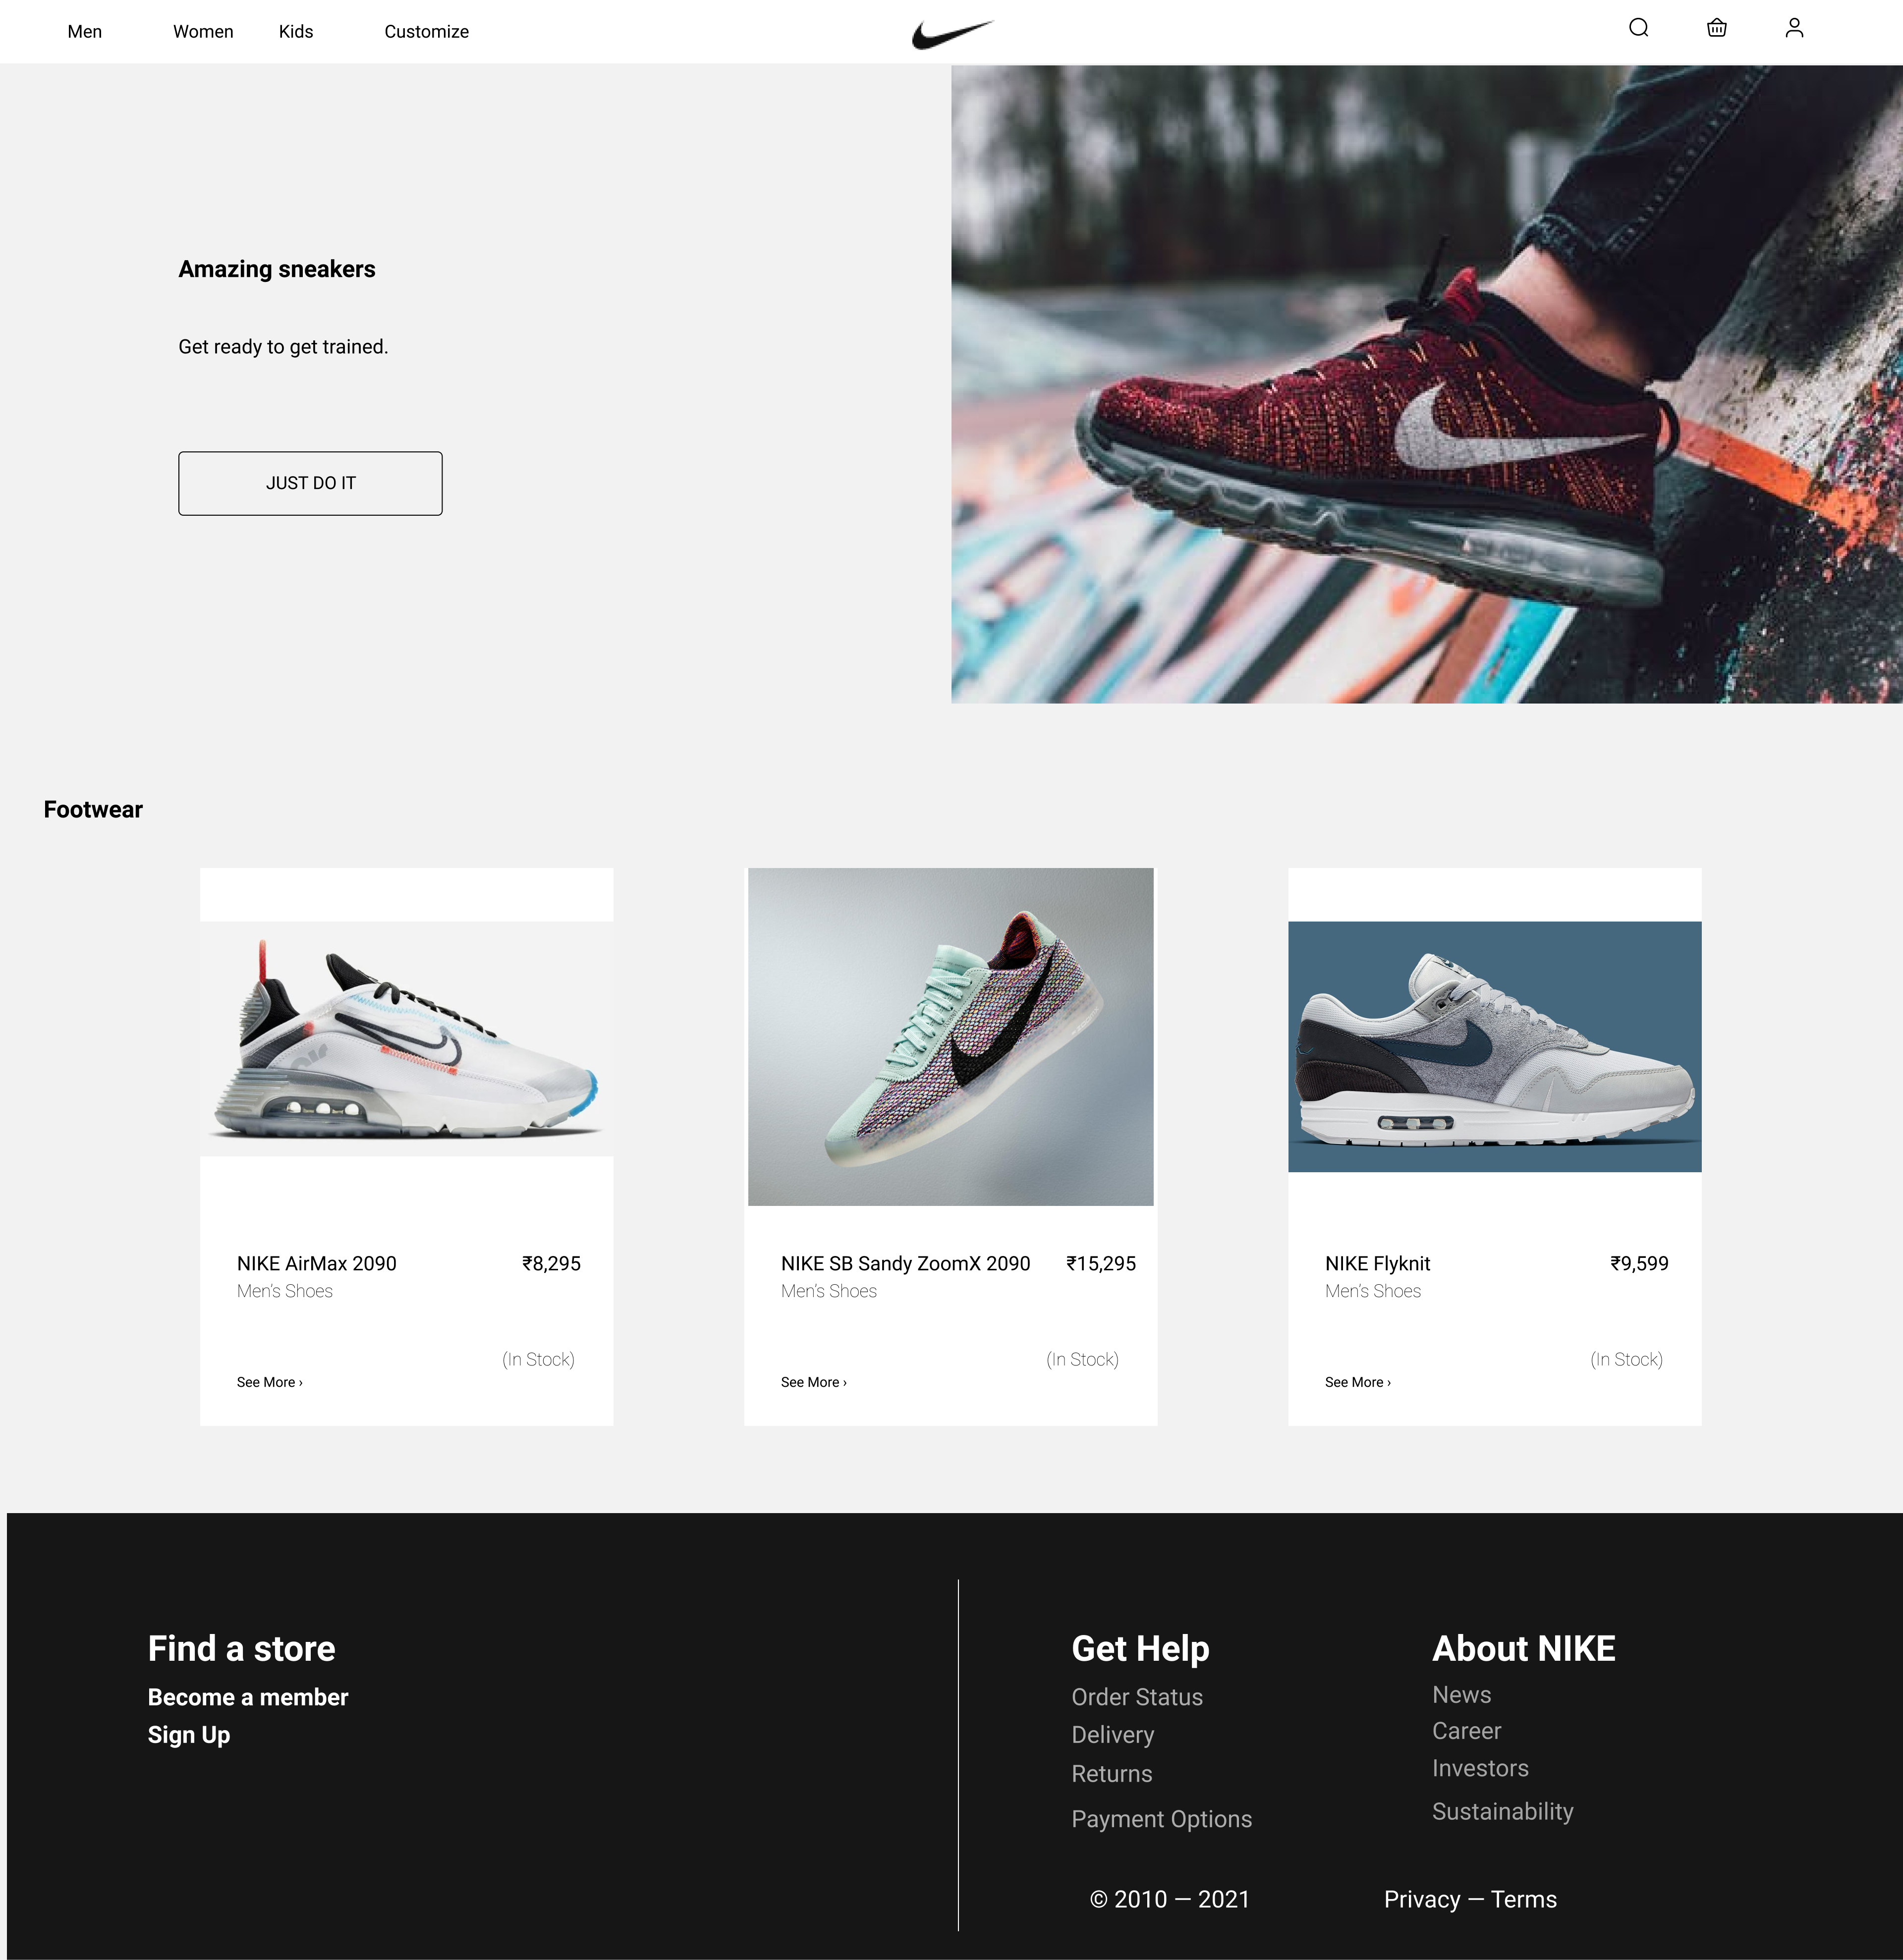 Men Women Kids Customize
Amazing sneakers
Get ready to get trained.
JUST DO IT
Footwear
NIKE AirMax 2090 ₹8,295
Men's Shoes
(In Stock)
See More ›
NIKE SB Sandy ZoomX 2090 ₹15,295
Men's Shoes
(In Stock)
See More ›
NIKE Flyknit ₹9,599
Men's Shoes
(In Stock)
See More ›
Find a store
Become a member
Sign Up
Get Help
Order Status
Delivery
Returns
Payment Options
About NIKE
News
Career
Investors
Sustainability
© 2010 — 2021
Privacy — Terms